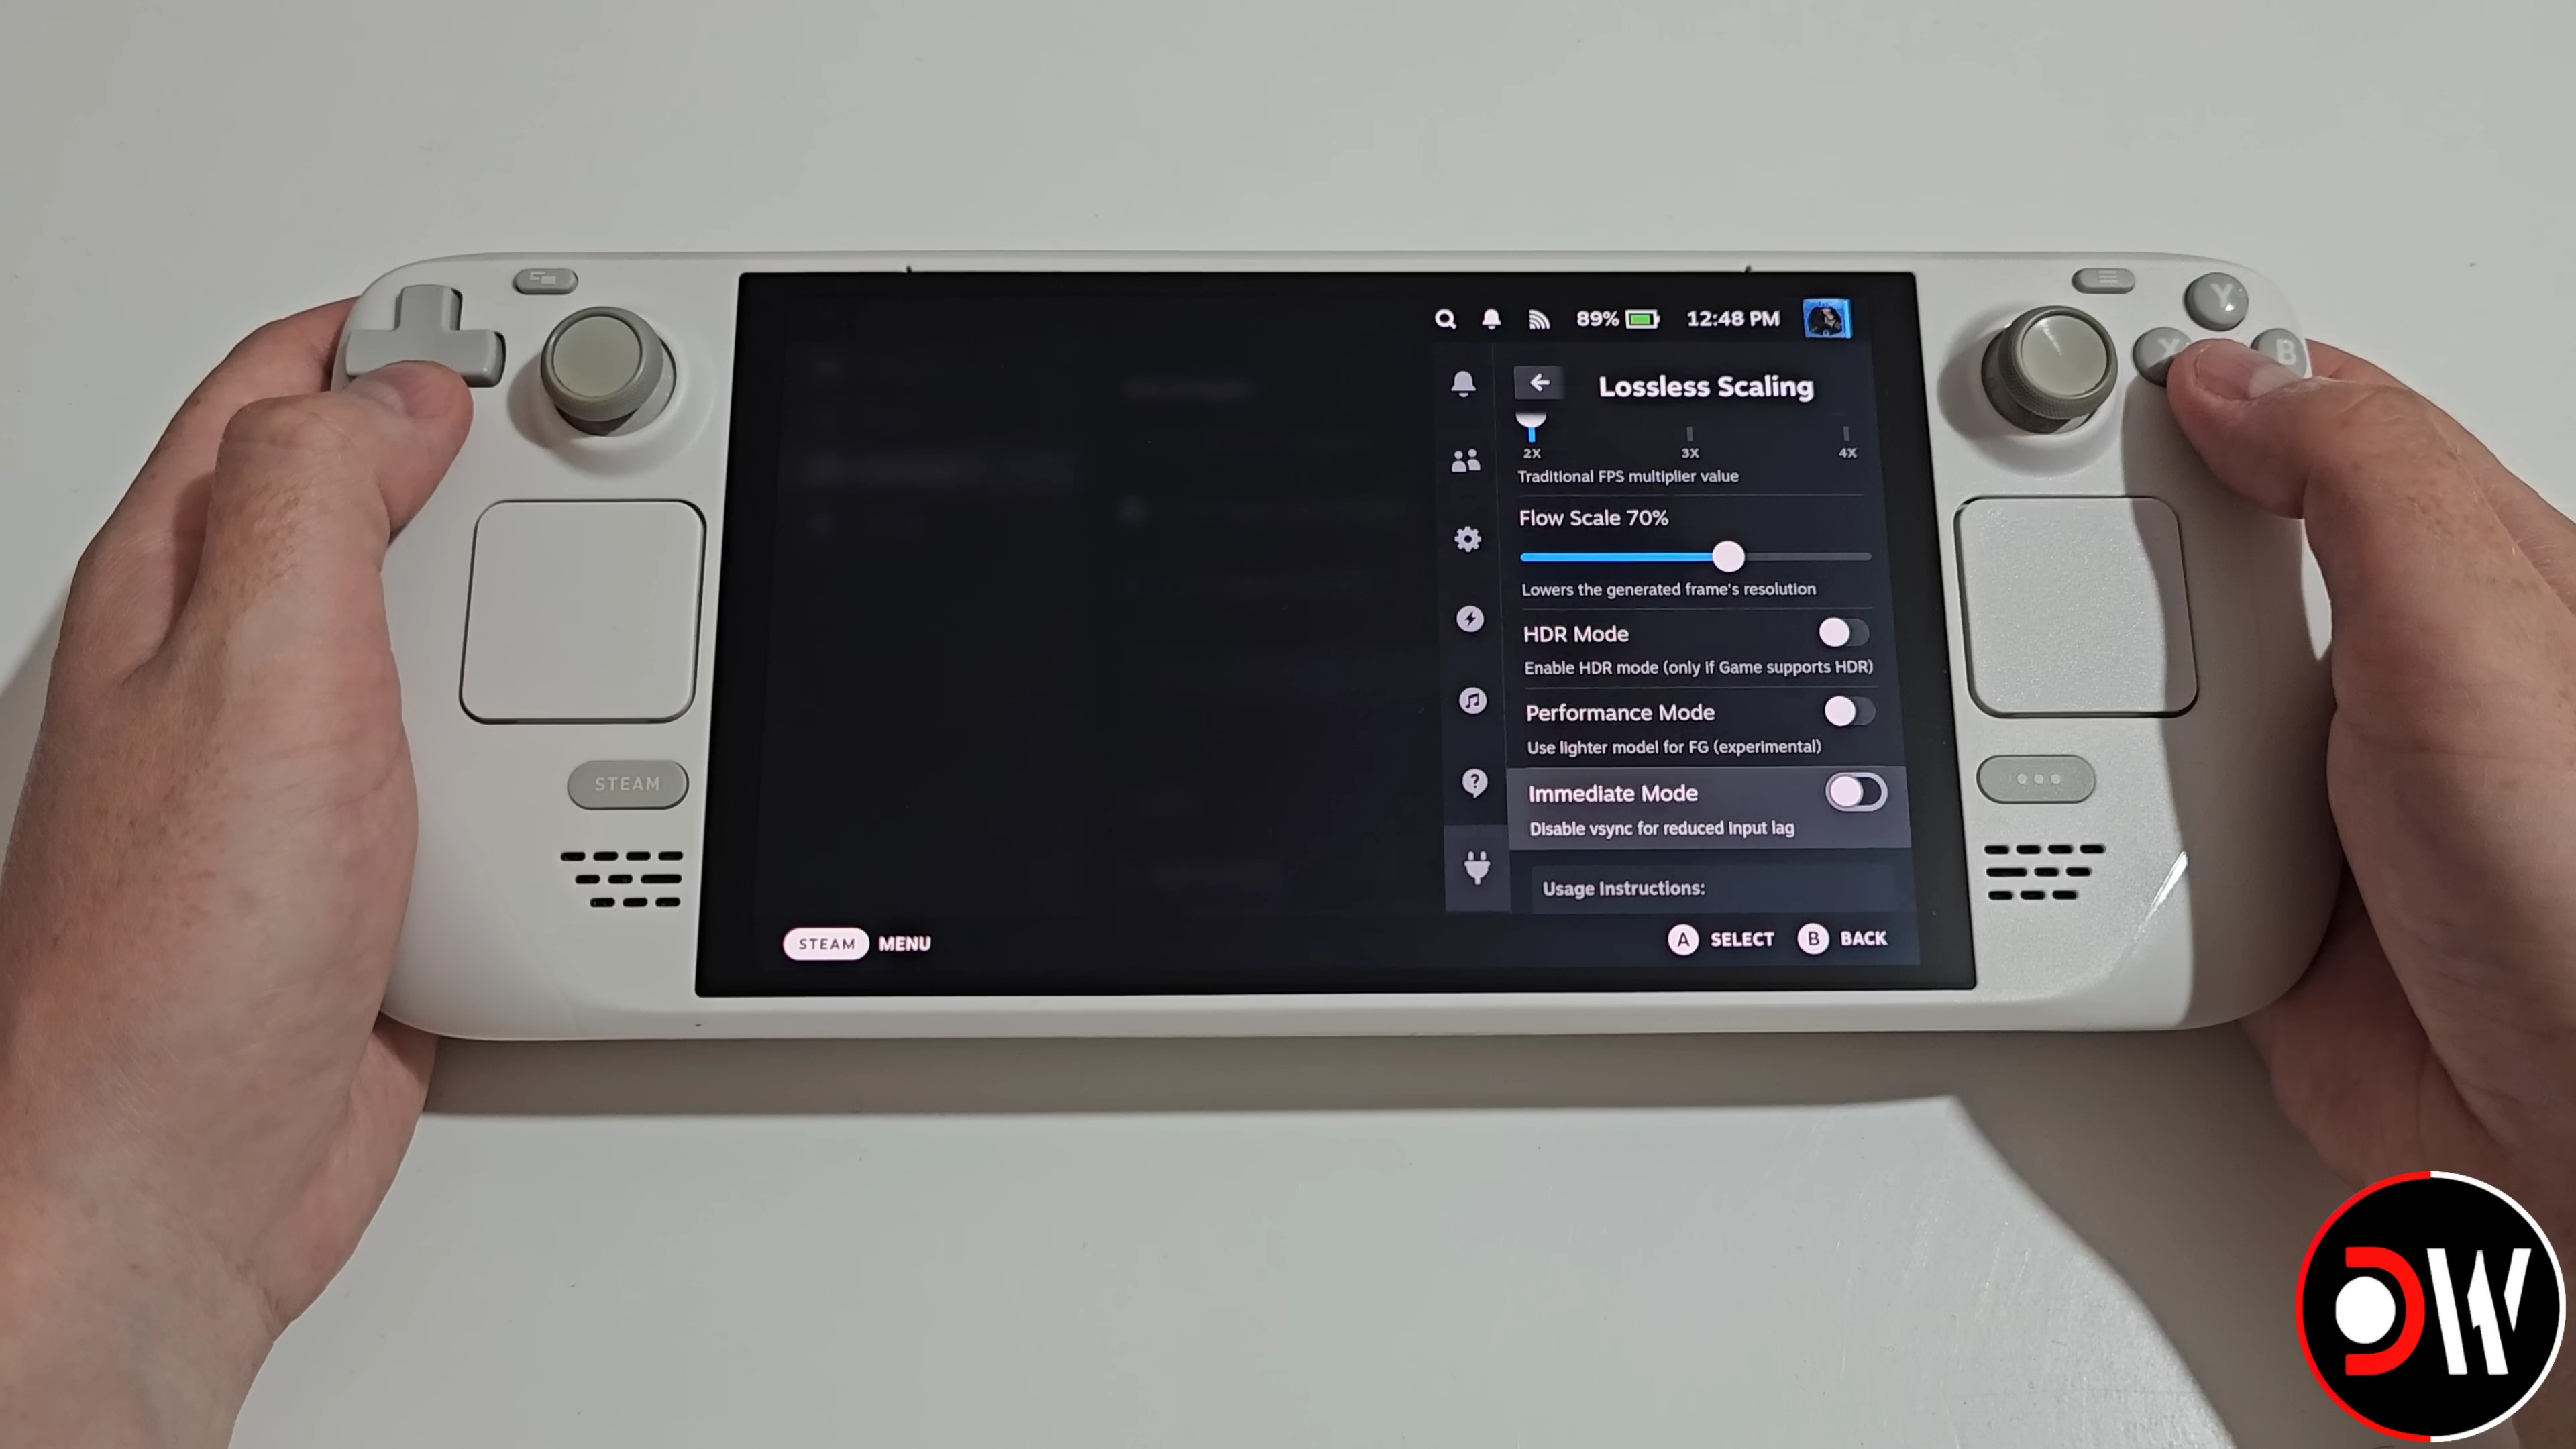 89% 12:48 PM
Lossless Scaling
2X 3X 4X
Traditional FPS multiplier value
Flow Scale 70%
Lowers the generated frame's resolution
HDR Mode
Enable HDR mode (only if Game supports HDR)
Performance Mode
Use lighter model for FG (experimental)
Immediate Mode
Disable vsync for reduced input lag
Usage Instructions:
STEAM MENU
A SELECT B BACK
STEAM
Y
X
B
DW